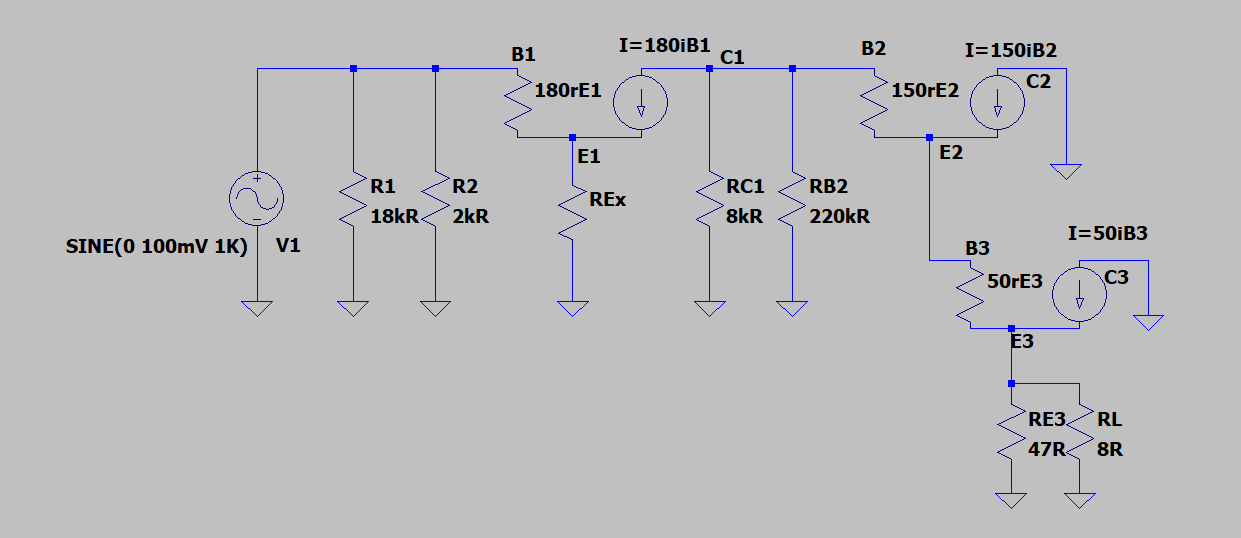 I=180iB1
B1
C1
B2
I=150iB2
C2
180rE1
150rE2
E1
E2
R1
18kR
R2
2kR
REx
RC1
8kR
RB2
220kR
SINE(0 100mV 1K)
V1
B3
I=50iB3
50rE3
C3
E3
RE3
47R
RL
8R
+
−